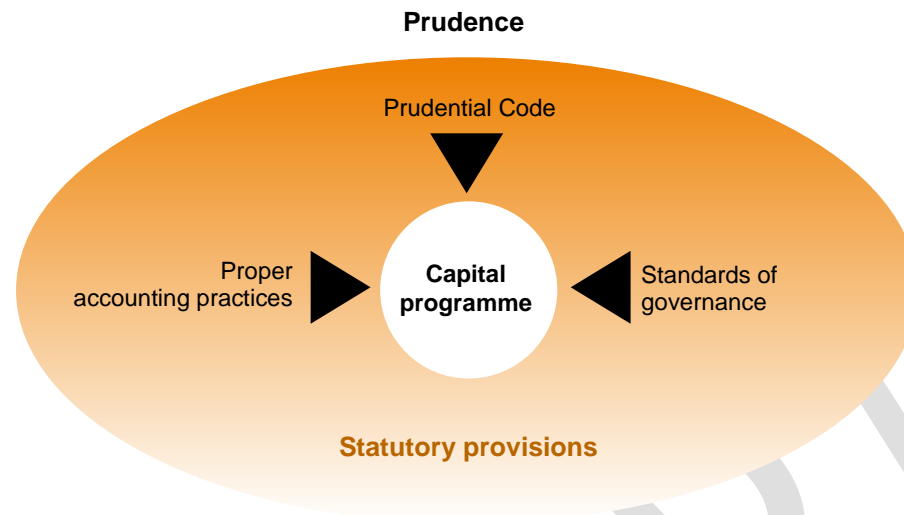 Prudence
Prudential Code
Proper
accounting practices
Capital
programme
Standards of
governance
Statutory provisions